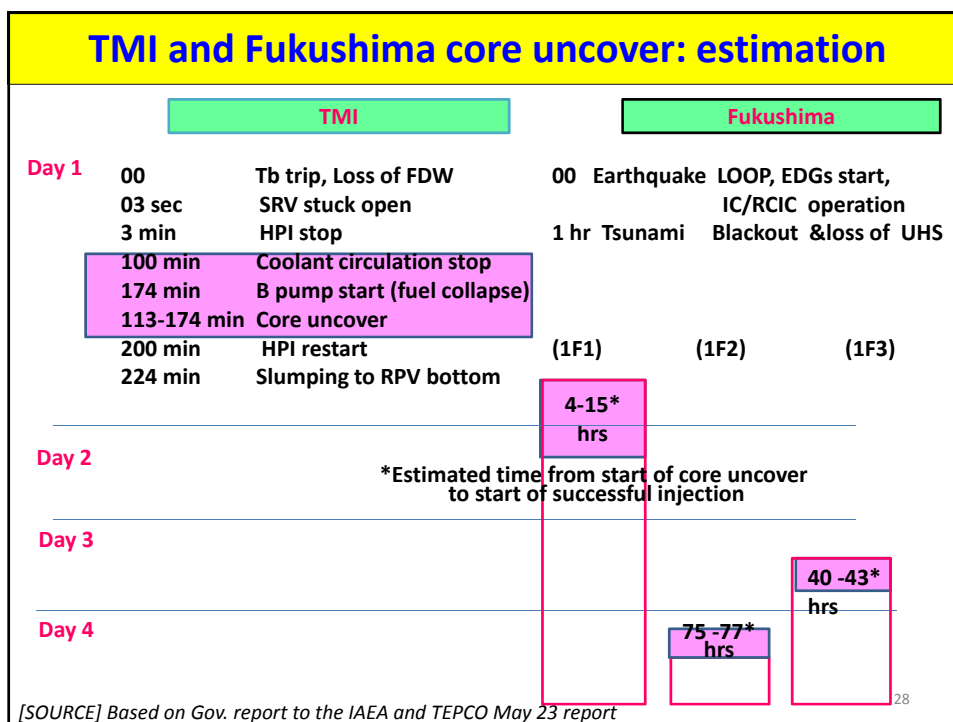 TMI and Fukushima core uncover: estimation
TMI
Fukushima
Day 1
00 Tb trip, Loss of FDW
03 sec SRV stuck open
3 min HPI stop
100 min Coolant circulation stop
174 min B pump start (fuel collapse)
113-174 min Core uncover
200 min HPI restart
224 min Slumping to RPV bottom
00 Earthquake LOOP, EDGs start,
IC/RCIC operation
1 hr Tsunami Blackout &loss of UHS
(1F1) (1F2) (1F3)
4-15*
hrs
Day 2
*Estimated time from start of core uncover
to start of successful injection
Day 3
40 -43*
hrs
Day 4
75 -77*
hrs
28
[SOURCE] Based on Gov. report to the IAEA and TEPCO May 23 report